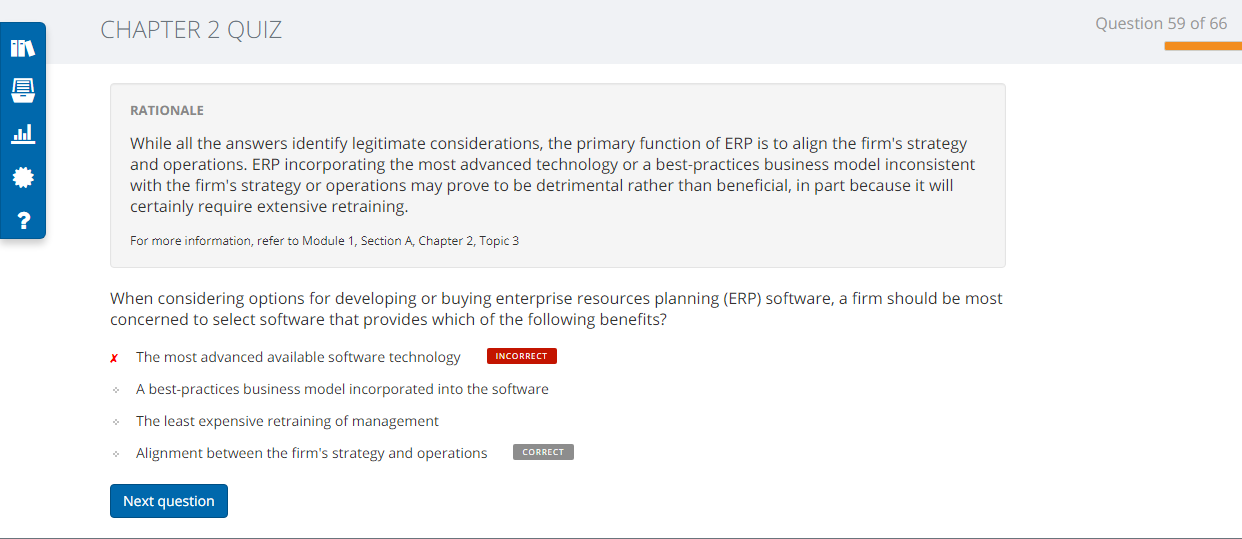 CHAPTER 2 QUIZ
Question 59 of 66
?
RATIONALE
While all the answers identify legitimate considerations, the primary function of ERP is to align the firm's strategy
and operations. ERP incorporating the most advanced technology or a best-practices business model inconsistent
with the firm's strategy or operations may prove to be detrimental rather than beneficial, in part because it will
certainly require extensive retraining.
For more information, refer to Module 1, Section A, Chapter 2, Topic 3
When considering options for developing or buying enterprise resources planning (ERP) software, a firm should be most
concerned to select software that provides which of the following benefits?
✗ The most advanced available software technology INCORRECT
A best-practices business model incorporated into the software
The least expensive retraining of management
Alignment between the firm's strategy and operations CORRECT
Next question